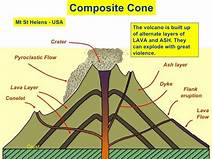 Composite Cone
Mt St Helens - USA
The volcano is built up
of alternate layers of
LAVA and ASH. They
can explode with great
violence.
Crater
Pyroclastic Flow
Ash layer
Lava Layer
Dyke
Conelet
Flank
eruption
Lava
Flow